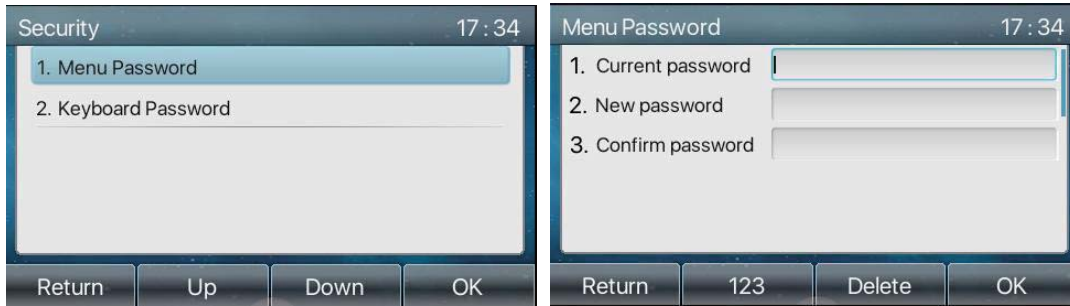 Security 17:34
1. Menu Password
2. Keyboard Password
Return Up Down OK
Menu Password 17:34
1. Current password
2. New password
3. Confirm password
Return 123 Delete OK